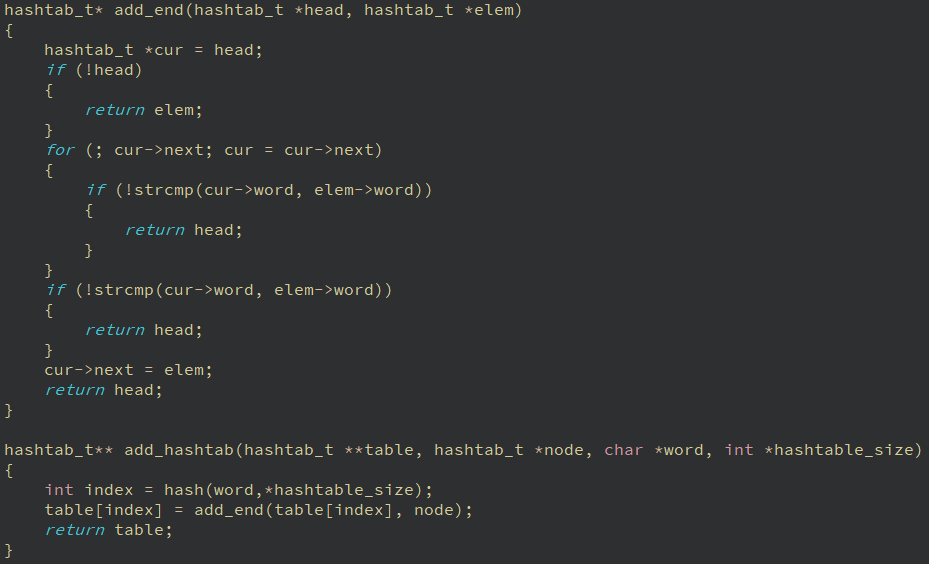 hashtab_t* add_end(hashtab_t *head, hashtab_t *elem)
{
    hashtab_t *cur = head;
    if (!head)
    {
        return elem;
    }
    for (; cur->next; cur = cur->next)
    {
        if (!strcmp(cur->word, elem->word))
        {
            return head;
        }
    }
    if (!strcmp(cur->word, elem->word))
    {
        return head;
    }
    cur->next = elem;
    return head;
}

hashtab_t** add_hashtab(hashtab_t **table, hashtab_t *node, char *word, int *hashtable_size)
{
    int index = hash(word,*hashtable_size);
    table[index] = add_end(table[index], node);
    return table;
}